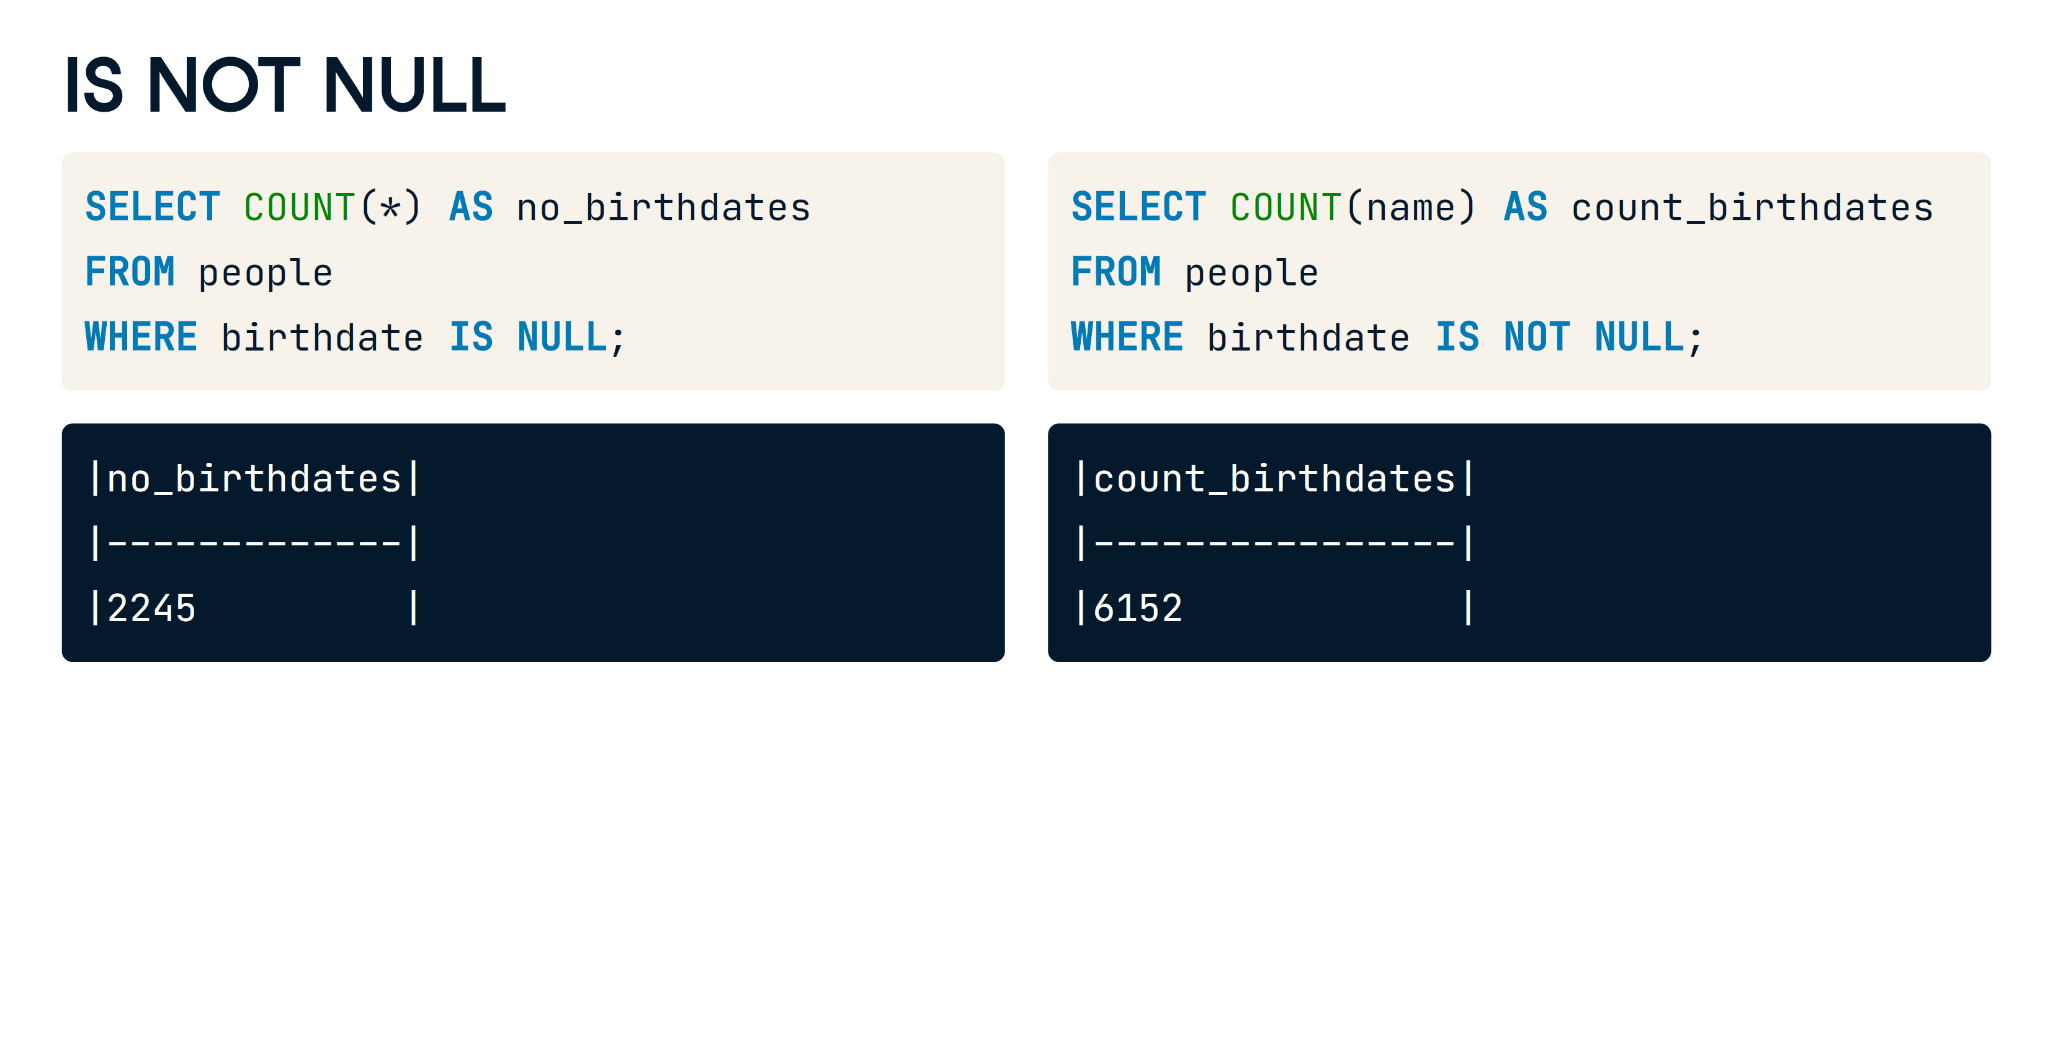 IS NOT NULL
SELECT COUNT(*) AS no_birthdates
FROM people
WHERE birthdate IS NULL;
|no_birthdates|
|-------------|
|2245         |
SELECT COUNT(name) AS count_birthdates
FROM people
WHERE birthdate IS NOT NULL;
|count_birthdates|
|----------------|
|6152            |